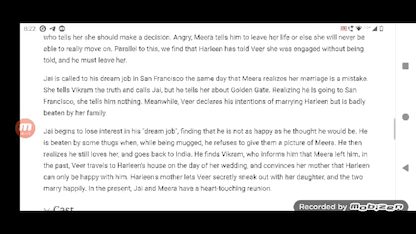 8:22
who tells her she should make a decision. Angry, Meera tells him to leave her life or else she will never be
able to really move on. Parallel to this, we find that Harleen has told Veer she was engaged without being
told, and he must leave her.
Jai is called to his dream job in San Francisco the same day that Meera realizes her marriage is a mistake.
She tells Vikram the truth and calls Jai, but he tells her about Golden Gate. Realizing he is going to San
Francisco, she tells him nothing. Meanwhile, Veer declares his intentions of marrying Harleen but is badly
beaten by her family
Jai begins to lose interest in his "dream job", finding that he is not as happy as he thought he would be. He
is beaten by some thugs when, while being mugged, he refuses to give them a picture of Meera. He then
realizes he still loves her, and goes back to India. He finds Vikram, who informs him that Meera left him, in
the past, Veer travels to Harleen's house on the day of her wedding, and convinces her mother that Harleen
can only be happy with him. Harleen's mother lets Veer secretly sneak out with her daughter, and the two
marry happily. In the present, Jai and Meera have a heart-touching reunion
Cast
Recorded by Mobizen